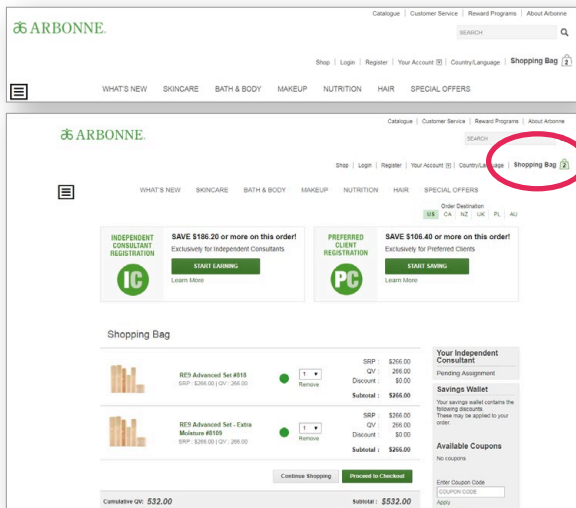 Catalogue | Customer Service | Reward Programs | About Arbonne
ARBONNE.
SEARCH
Shop | Login | Register | Your Account | Country/Language | Shopping Bag 2
WHAT'S NEW SKINCARE BATH & BODY MAKEUP NUTRITION HAIR SPECIAL OFFERS
Catalogue | Customer Service | Reward Programs | About Arbonne
ARBONNE.
SEARCH
Shop | Login | Register | Your Account | Country/Language | Shopping Bag 2
WHAT'S NEW SKINCARE BATH & BODY MAKEUP NUTRITION HAIR SPECIAL OFFERS
Order Destination
US CA NZ UK PL AU
INDEPENDENT
CONSULTANT
REGISTRATION
IC
SAVE $186.20 or more on this order!
Exclusively for Independent Consultants
START EARNING
Learn More
PREFERRED
CLIENT
REGISTRATION
PC
SAVE $106.40 or more on this order!
Exclusively for Preferred Clients
START SAVING
Learn More
Shopping Bag
RE9 Advanced Set #818
SRP : $266.00 | QV : 266.00
1
Remove
SRP : $266.00
QV : 266.00
Discount : $0.00
Subtotal : $266.00
RE9 Advanced Set - Extra
Moisture #8109
SRP : $266.00 | QV : 266.00
1
Remove
SRP : $266.00
QV : 266.00
Discount : $0.00
Subtotal : $266.00
Continue Shopping Proceed to Checkout
Cumulative QV: 532.00 Subtotal : $532.00
Your Independent
Consultant
Pending Assignment
Savings Wallet
Your savings wallet contains the
following discounts.
These may be applied to your
order.
Available Coupons
No coupons
Enter Coupon Code
COUPON CODE
Apply